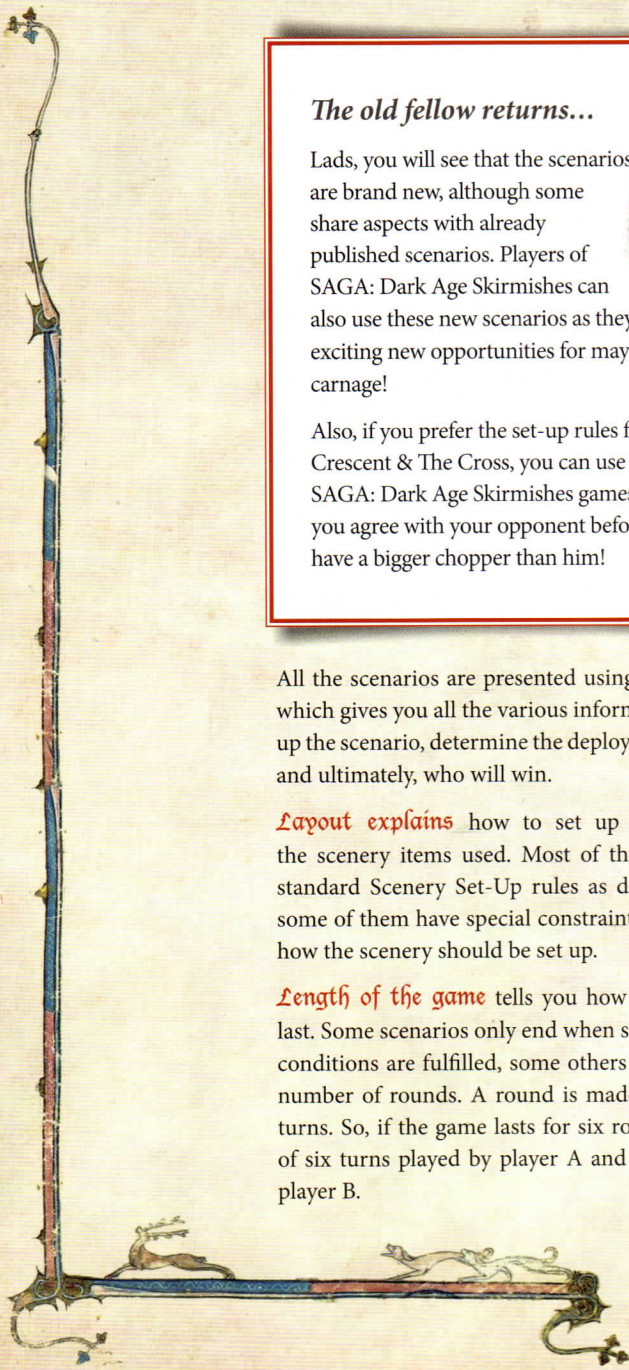 The old fellow returns…
Lads, you will see that the scenarios
are brand new, although some
share aspects with already
published scenarios. Players of
SAGA: Dark Age Skirmishes can
also use these new scenarios as they
exciting new opportunities for may
carnage!
Also, if you prefer the set-up rules f
Crescent & The Cross, you can use
SAGA: Dark Age Skirmishes game
you agree with your opponent befo
have a bigger chopper than him!
All the scenarios are presented using
which gives you all the various inform
up the scenario, determine the deploy
and ultimately, who will win.
Layout explains how to set up
the scenery items used. Most of th
standard Scenery Set-Up rules as d
some of them have special constraint
how the scenery should be set up.
Length of the game tells you how
last. Some scenarios only end when s
conditions are fulfilled, some others
number of rounds. A round is mad
turns. So, if the game lasts for six ro
of six turns played by player A and
player B.